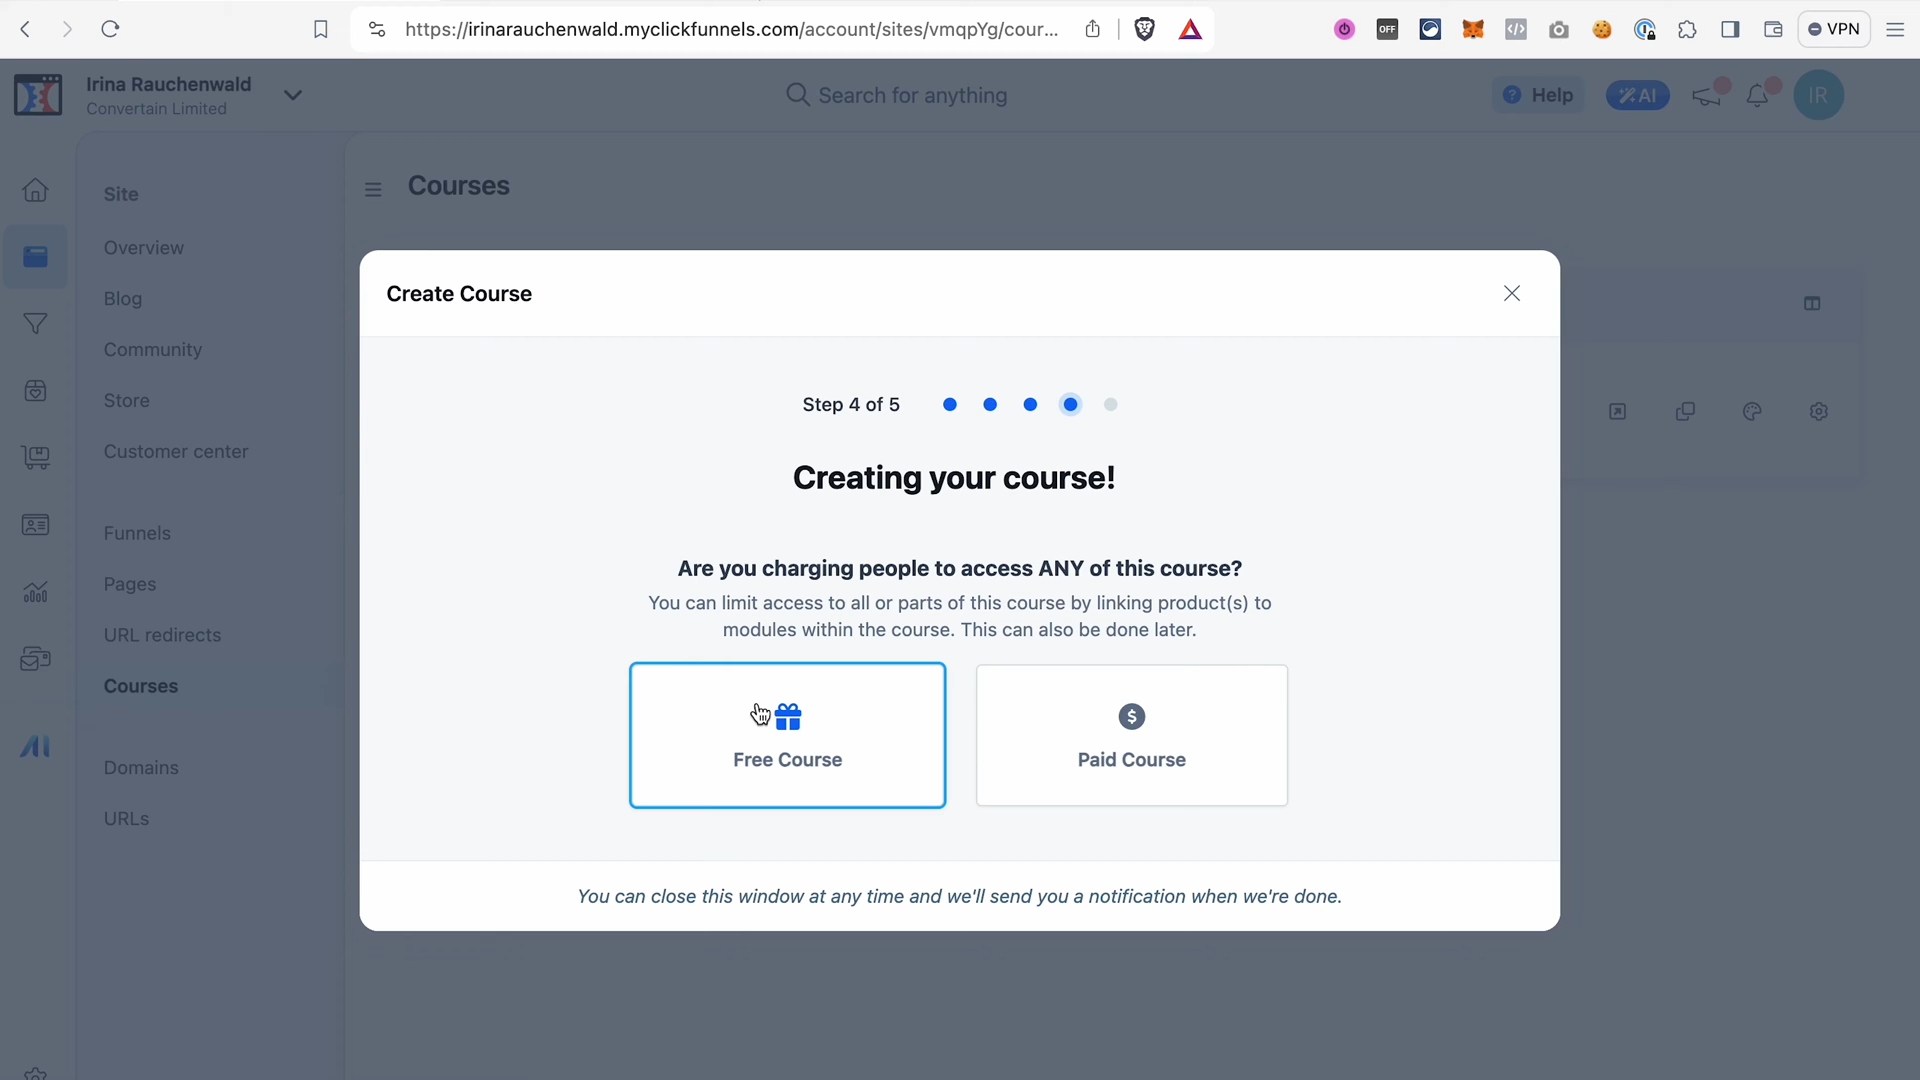 https://irinarauchenwald.myclickfunnels.com/account/sites/vmqpYg/cour...
OFF
VPN
Irina Rauchenwald
Convertain Limited
Search for anything
Help
AI
IR
Site
Overview
Blog
Community
Store
Customer center
Funnels
Pages
URL redirects
Courses
Domains
URLs
AI
Courses
Create Course
Step 4 of 5
Creating your course!
Are you charging people to access ANY of this course?
You can limit access to all or parts of this course by linking product(s) to
modules within the course. This can also be done later.
Free Course
$
Paid Course
You can close this window at any time and we'll send you a notification when we're done.